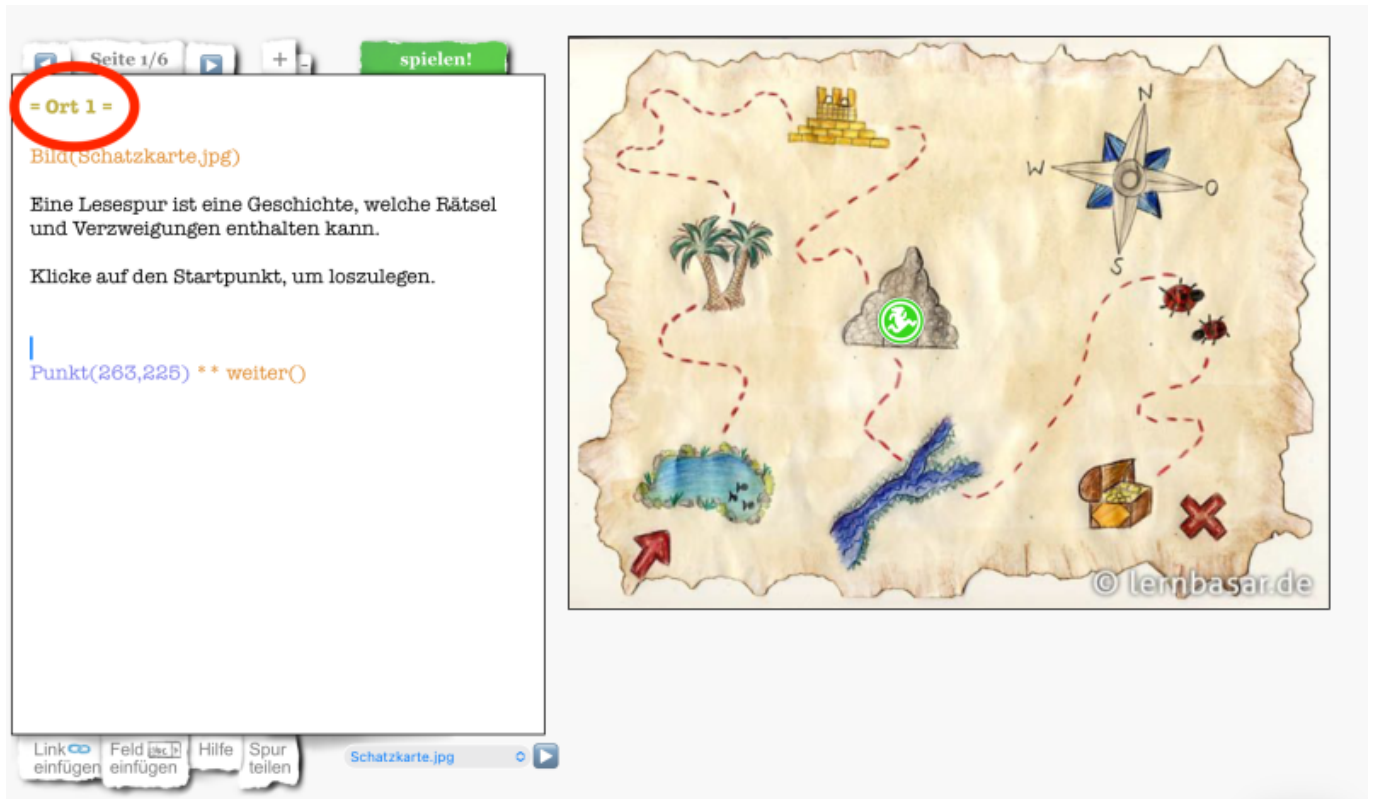 Seite 1/6
+
-
spielen!
= Ort 1 =
Bild(Schatzkarte.jpg)
Eine Lesespur ist eine Geschichte, welche Rätsel
und Verzweigungen enthalten kann.
Klicke auf den Startpunkt, um loszulegen.
Punkt(263,225) ** weiter()
N
W
O
S
© lernbasar.de
Link
einfügen
Feld
einfügen
Hilfe
Spur
teilen
Schatzkarte.jpg